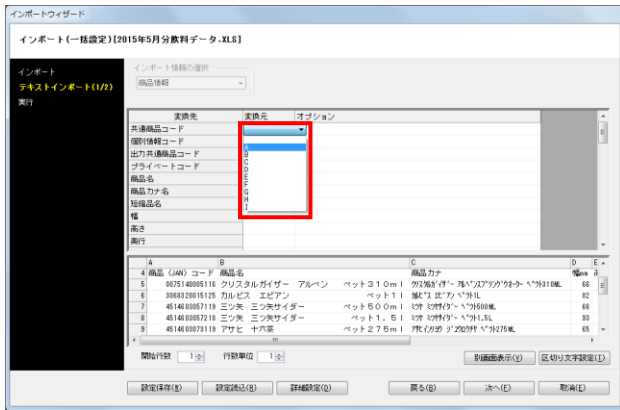 インポートウィザード
インポート(一括設定)[2015年5月分飲料データ.XLS]
インポート
テキストインポート(1/2)
実行
インポート情報の選択
商品情報
変換先 変換元 オプション
共通商品コード
個別情報コード
出力共通商品コード
プライベートコード
商品名
商品カナ名
短縮品名
幅
高さ
奥行
A
B
C
D
E
F
G
H
I
A B C D E
4 商品 (JAN) コード 商品名 商品カナ 幅mm
5 0075140005116 クリスタルガイザー アルペン ペット310ml 66
6 3068320015125 カルピス エビアン ペット1l 82
7 4514603057119 三ツ矢 三ツ矢サイダー ペット500ml 66
8 4514603057218 三ツ矢 三ツ矢サイダー ペット1.5l 93
9 4514603073119 アサヒ 十六茶 ペット275ml 65
開始行数 1 行数単位 1 別画面表示(V) 区切り文字設定(I)
設定保存(B) 設定読込(R) 詳細設定(D) 戻る(B) 次へ(E) 取消(E)